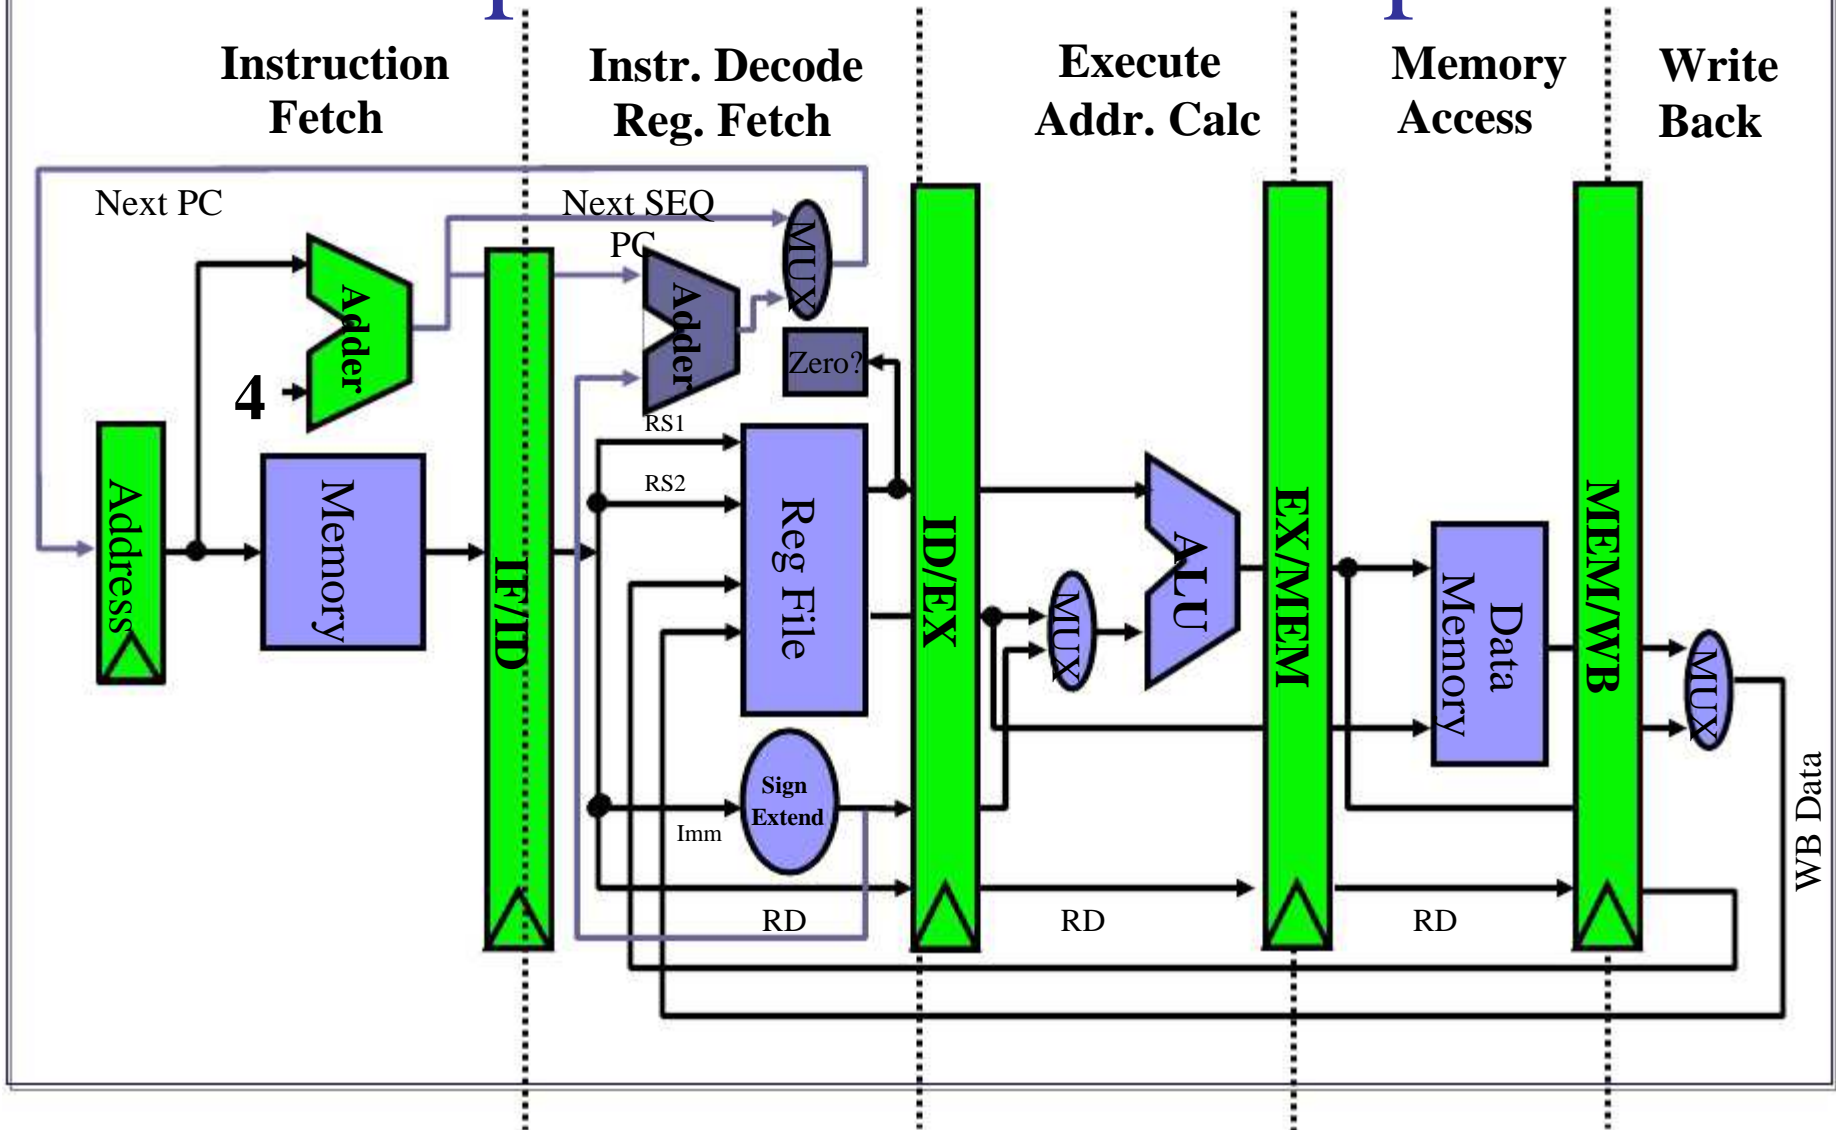 Instruction
Fetch
Instr. Decode
Reg. Fetch
Execute
Addr. Calc
Memory
Access
Write
Back
Next PC
Next SEQ
PC
MUX
Adder
Adder
Zero?
4
RS1
RS2
Address
Memory
IF/ID
Reg File
ID/EX
MUX
ALU
EX/MEM
Data
Memory
MEM/WB
MUX
Sign
Extend
Imm
WB Data
RD
RD
RD